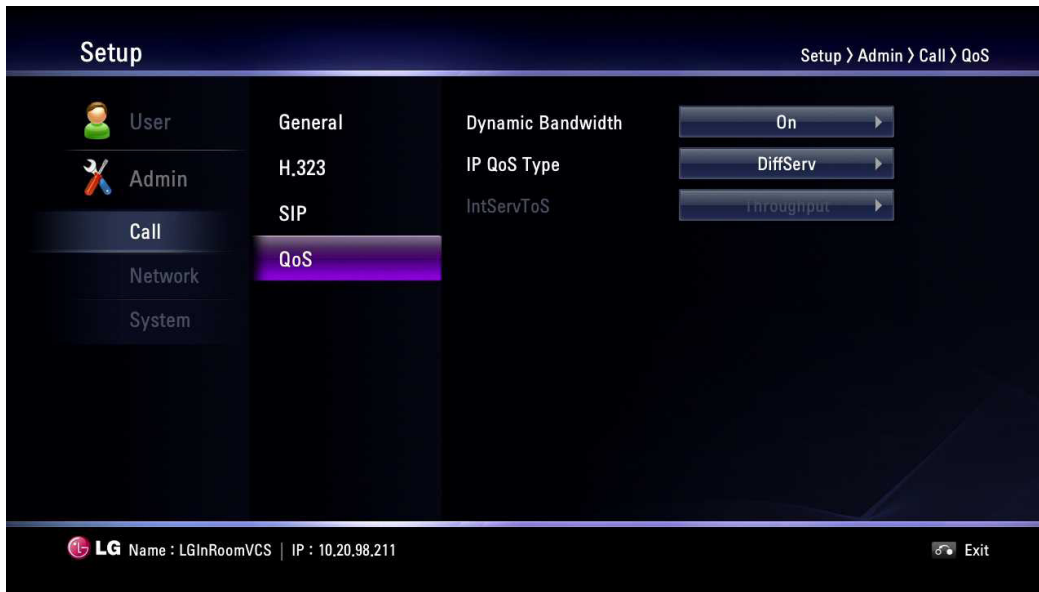 Setup
Setup > Admin > Call > QoS
User
Admin
Call
Network
System
General
H.323
SIP
QoS
Dynamic Bandwidth On
IP QoS Type DiffServ
IntServToS Throughput
LG Name : LGInRoomVCS | IP : 10.20.98.211
Exit